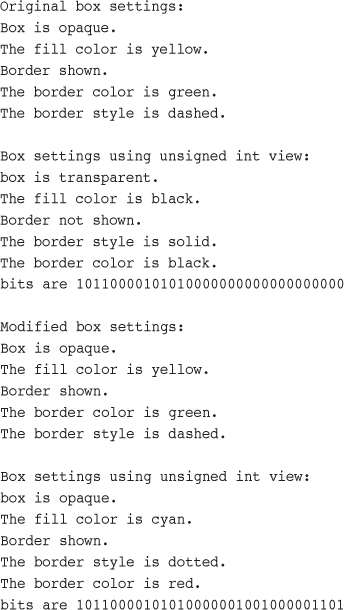 Original box settings:
Box is opaque.
The fill color is yellow.
Border shown.
The border color is green.
The border style is dashed.
Box settings using unsigned int view:
box is transparent.
The fill color is black.
Border not shown.
The border style is solid.
The border color is black.
bits are 10110000101010000000000000000000
Modified box settings:
Box is opaque.
The fill color is yellow.
Border shown.
The border color is green.
The border style is dashed.
Box settings using unsigned int view:
box is opaque.
The fill color is cyan.
Border shown.
The border style is dotted.
The border color is red.
bits are 10110000101010000001001000001101